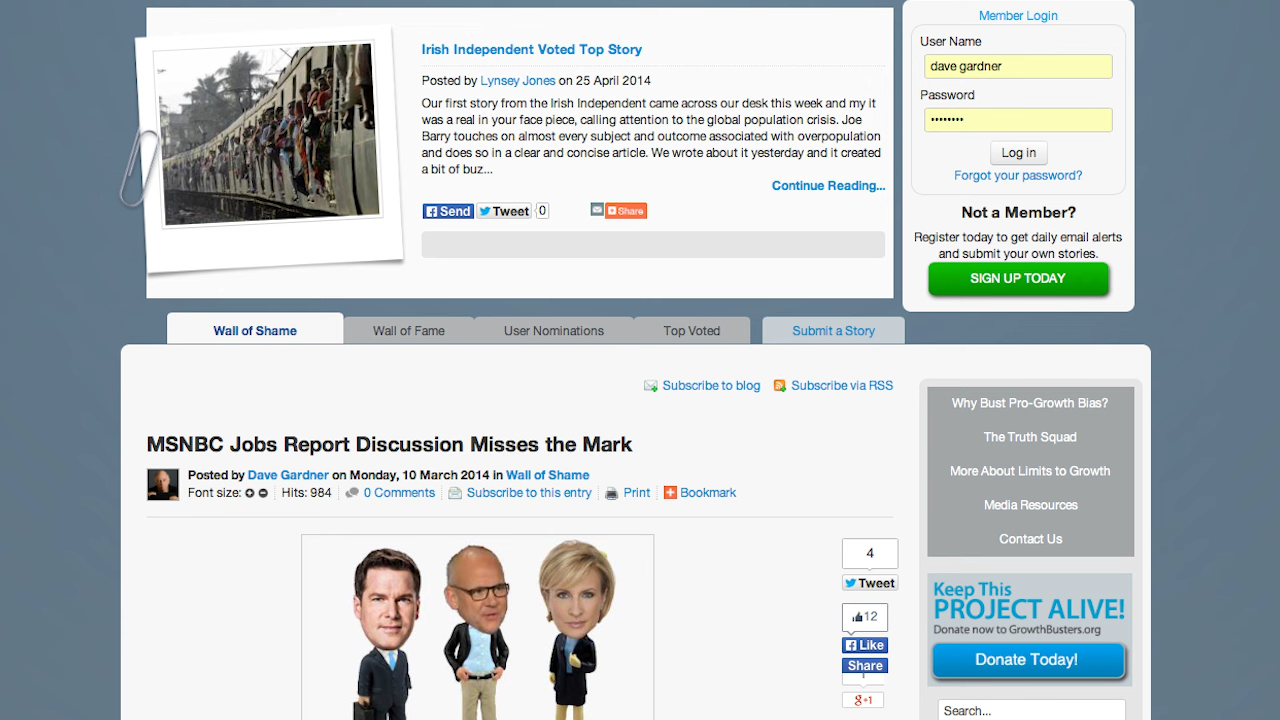 Irish Independent Voted Top Story
Posted by Lynsey Jones on 25 April 2014
Our first story from the Irish Independent came across our desk this week and my it
was a real in your face piece, calling attention to the global population crisis. Joe
Barry touches on almost every subject and outcome associated with overpopulation
and does so in a clear and concise article. We wrote about it yesterday and it created
a bit of buz...
Continue Reading...
Send Tweet 0 Share
Member Login
User Name
dave gardner
Password
••••••••
Log in
Forgot your password?
Not a Member?
Register today to get daily email alerts
and submit your own stories.
SIGN UP TODAY
Wall of Shame Wall of Fame User Nominations Top Voted Submit a Story
Subscribe to blog Subscribe via RSS
MSNBC Jobs Report Discussion Misses the Mark
Posted by Dave Gardner on Monday, 10 March 2014 in Wall of Shame
Font size: Hits: 984 0 Comments Subscribe to this entry Print Bookmark
4
Tweet
12
Like
Share
1
g+1
Why Bust Pro-Growth Bias?
The Truth Squad
More About Limits to Growth
Media Resources
Contact Us
Keep This
PROJECT ALIVE!
Donate now to GrowthBusters.org
Donate Today!
Search...